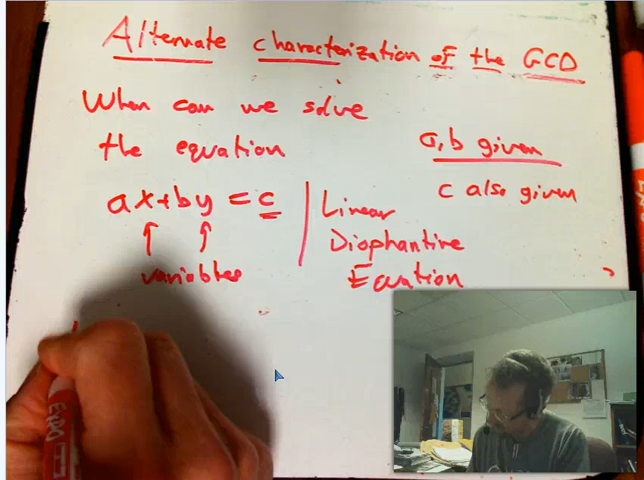 Alternate characterization of the GCD
When can we solve
the equation
a, b given
c also given
ax+by = c
Linear
Diophantine
Equation
variables
EXPO